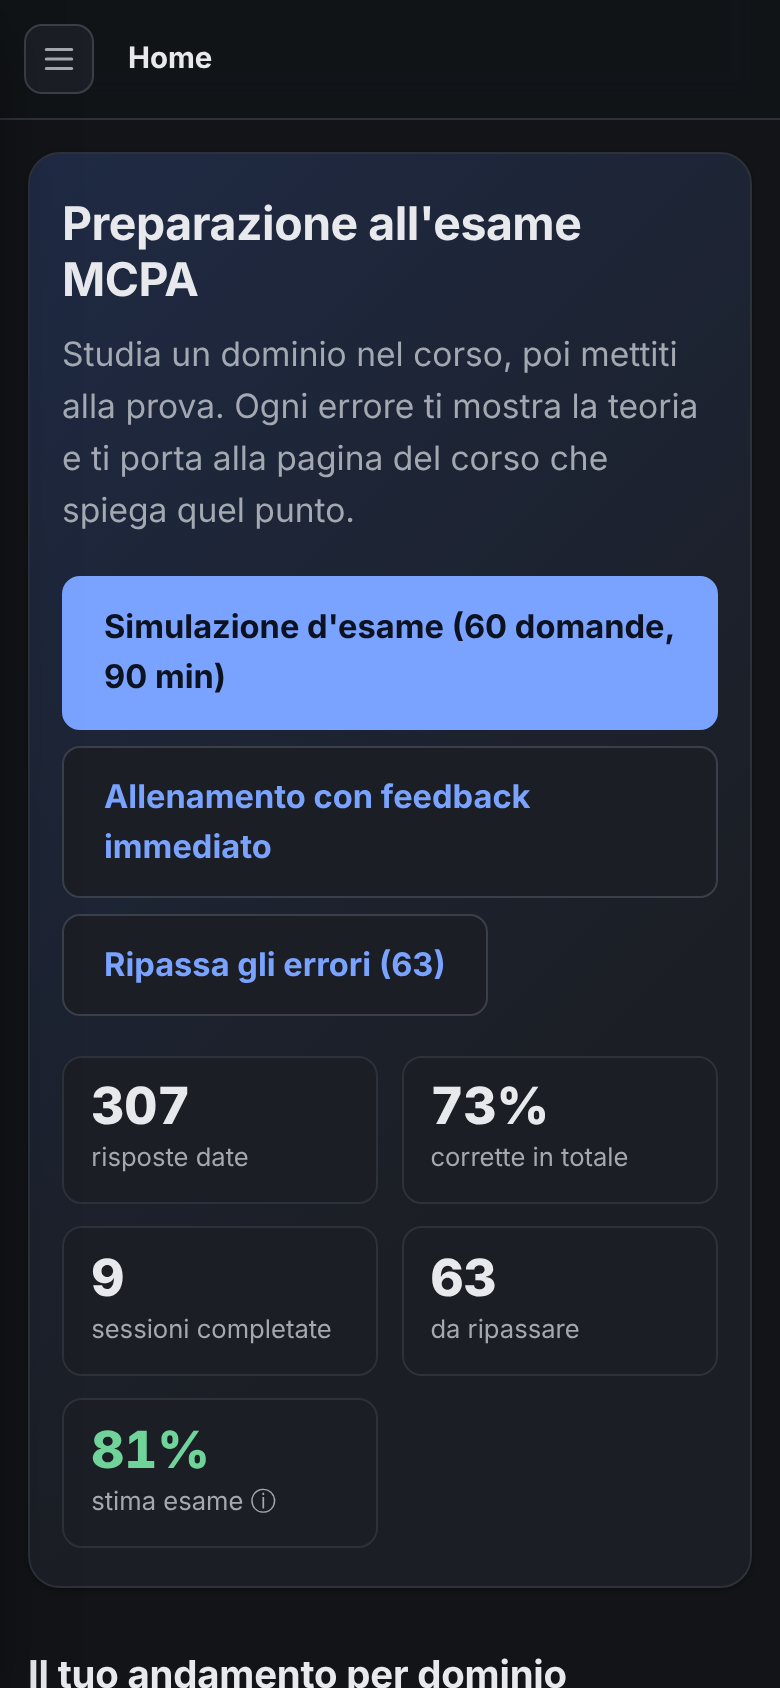 Home
Preparazione all'esame
MCPA
Studia un dominio nel corso, poi mettiti
alla prova. Ogni errore ti mostra la teoria
e ti porta alla pagina del corso che
spiega quel punto.
Simulazione d'esame (60 domande,
90 min)
Allenamento con feedback
immediato
Ripassa gli errori (63)
307
risposte date
73%
corrette in totale
9
sessioni completate
63
da ripassare
81%
stima esame ⓘ
Il tuo andamento per dominio